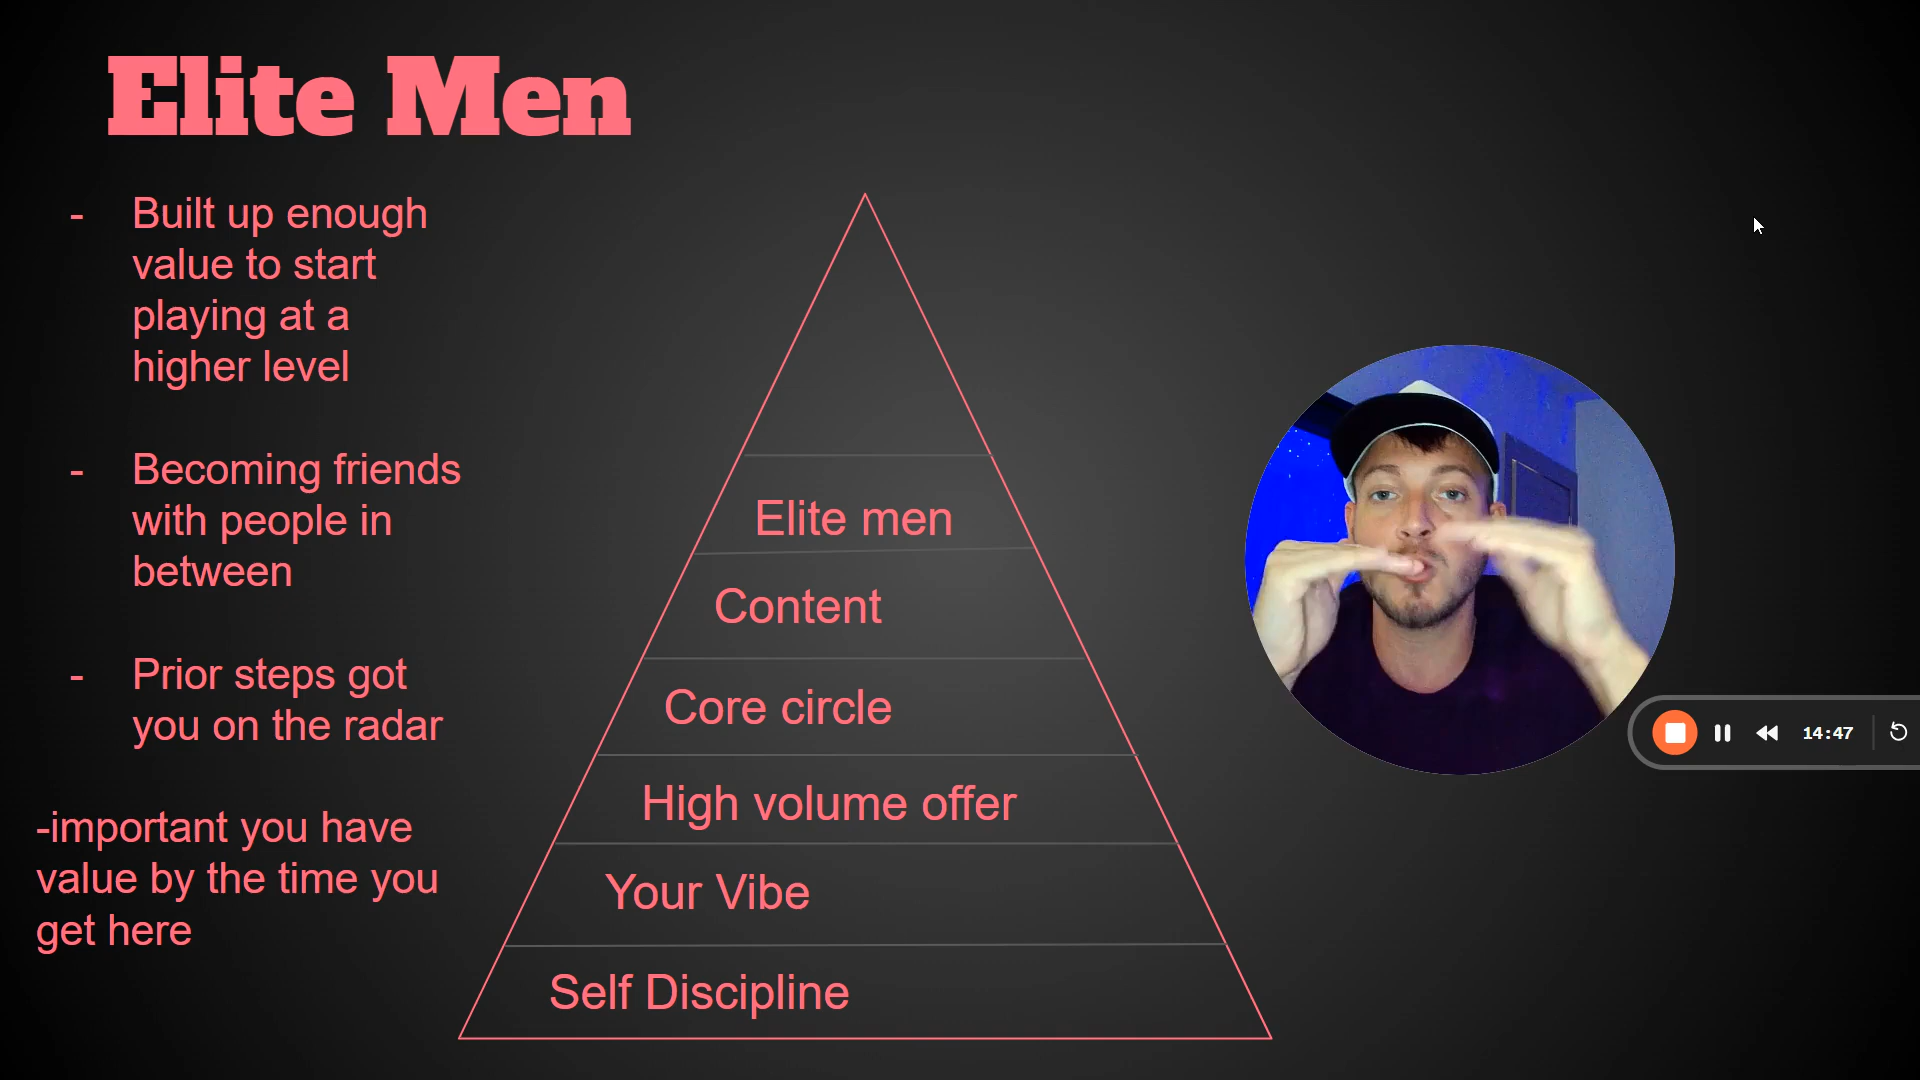 Elite Men
- Built up enough
value to start
playing at a
higher level
- Becoming friends
with people in
between
- Prior steps got
you on the radar
-important you have
value by the time you
get here
Elite men
Content
Core circle
High volume offer
Your Vibe
Self Discipline
14:47